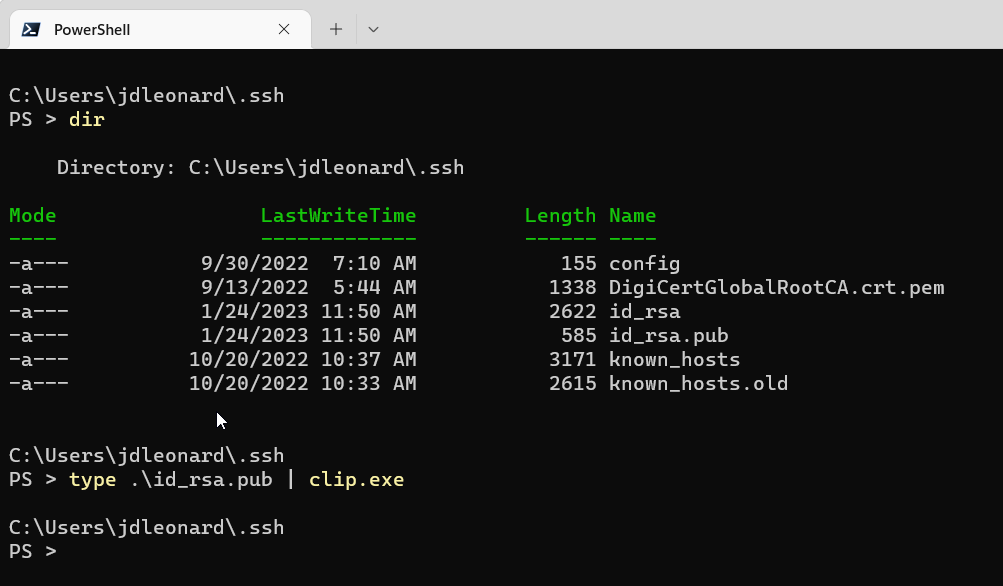 PowerShell
C:\Users\jdleonard\.ssh
PS > dir
Directory: C:\Users\jdleonard\.ssh
Mode LastWriteTime Length Name
---- ------------- ------ ----
-a--- 9/30/2022 7:10 AM 155 config
-a--- 9/13/2022 5:44 AM 1338 DigiCertGlobalRootCA.crt.pem
-a--- 1/24/2023 11:50 AM 2622 id_rsa
-a--- 1/24/2023 11:50 AM 585 id_rsa.pub
-a--- 10/20/2022 10:37 AM 3171 known_hosts
-a--- 10/20/2022 10:33 AM 2615 known_hosts.old
C:\Users\jdleonard\.ssh
PS > type .\id_rsa.pub | clip.exe
C:\Users\jdleonard\.ssh
PS >